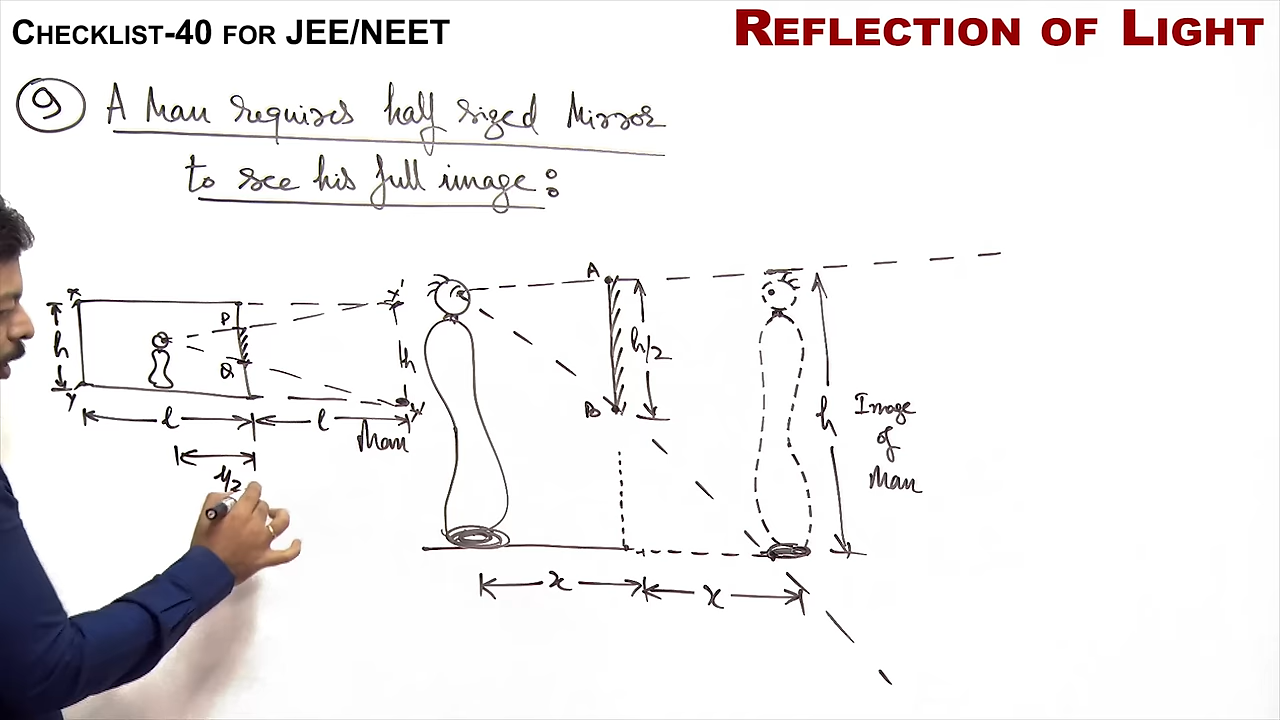 CHECKLIST-40 FOR JEE/NEET
REFLECTION OF LIGHT
9 A Man requires half sized Mirror
to see his full image:
x
h
y
P
Q
x'
h
y'
l
l
l/2
Man
A
h/2
B
h
Image
of
Man
x
x